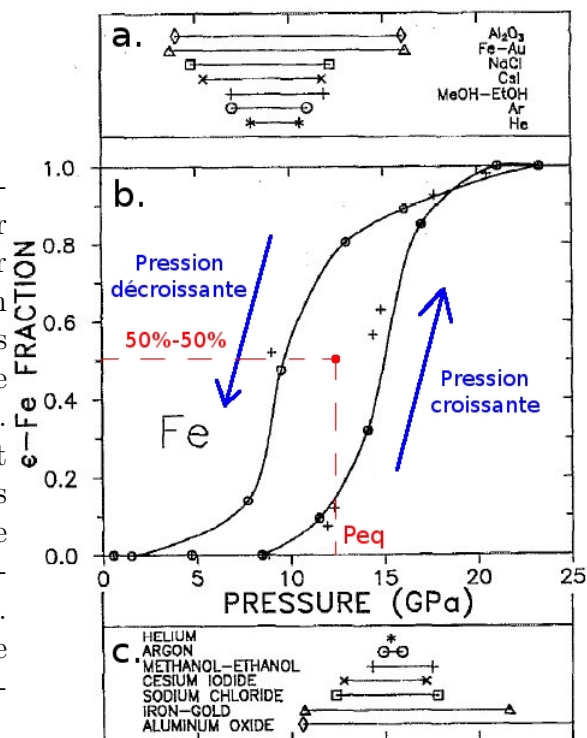 a.
Al₂O₃
Fe-Au
NaCl
CsI
MeOH-EtOH
Ar
He
b.
1.0
0.8
0.6
0.4
0.2
0.0
ϵ-Fe FRACTION
Pression
décroissante
50%-50%
Fe
Pression
croissante
Peq
0
5
10
15
20
25
PRESSURE (GPa)
c.
HELIUM
ARGON
METHANOL-ETHANOL
CESIUM IODIDE
SODIUM CHLORIDE
IRON-GOLD
ALUMINUM OXIDE